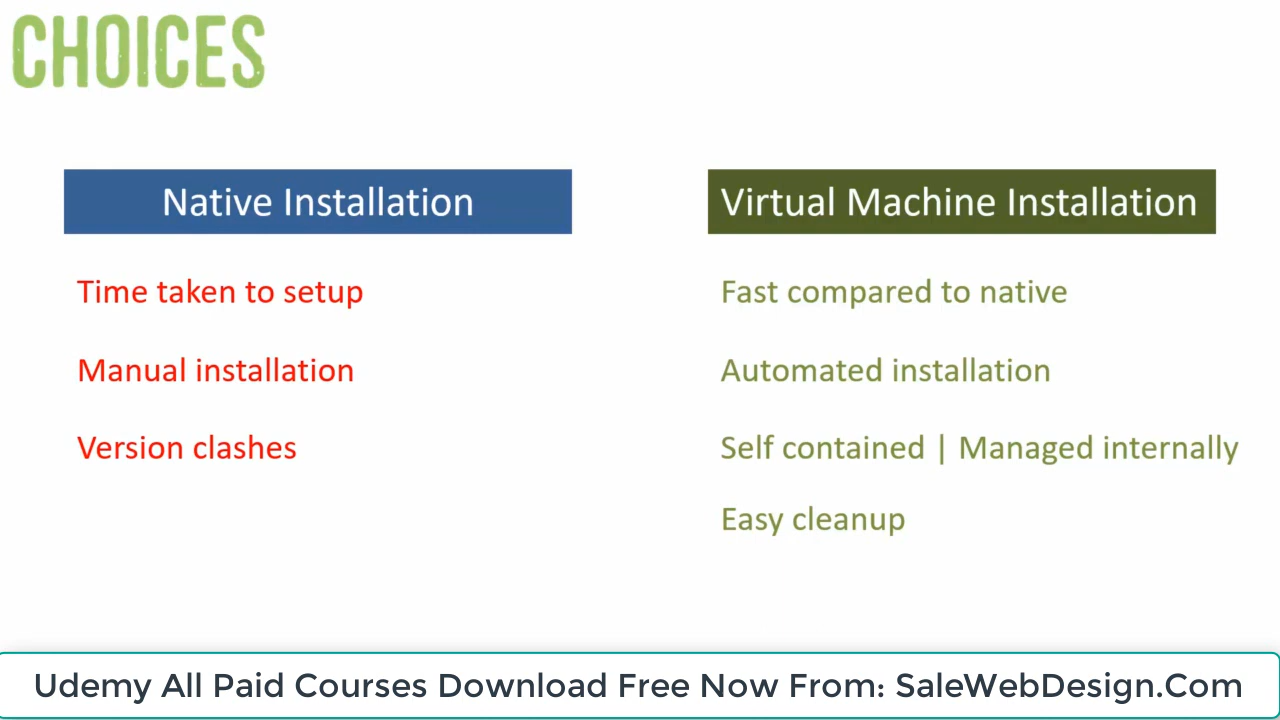 CHOICES
Native Installation
Time taken to setup
Manual installation
Version clashes
Virtual Machine Installation
Fast compared to native
Automated installation
Self contained | Managed internally
Easy cleanup
Udemy All Paid Courses Download Free Now From: SaleWebDesign.Com